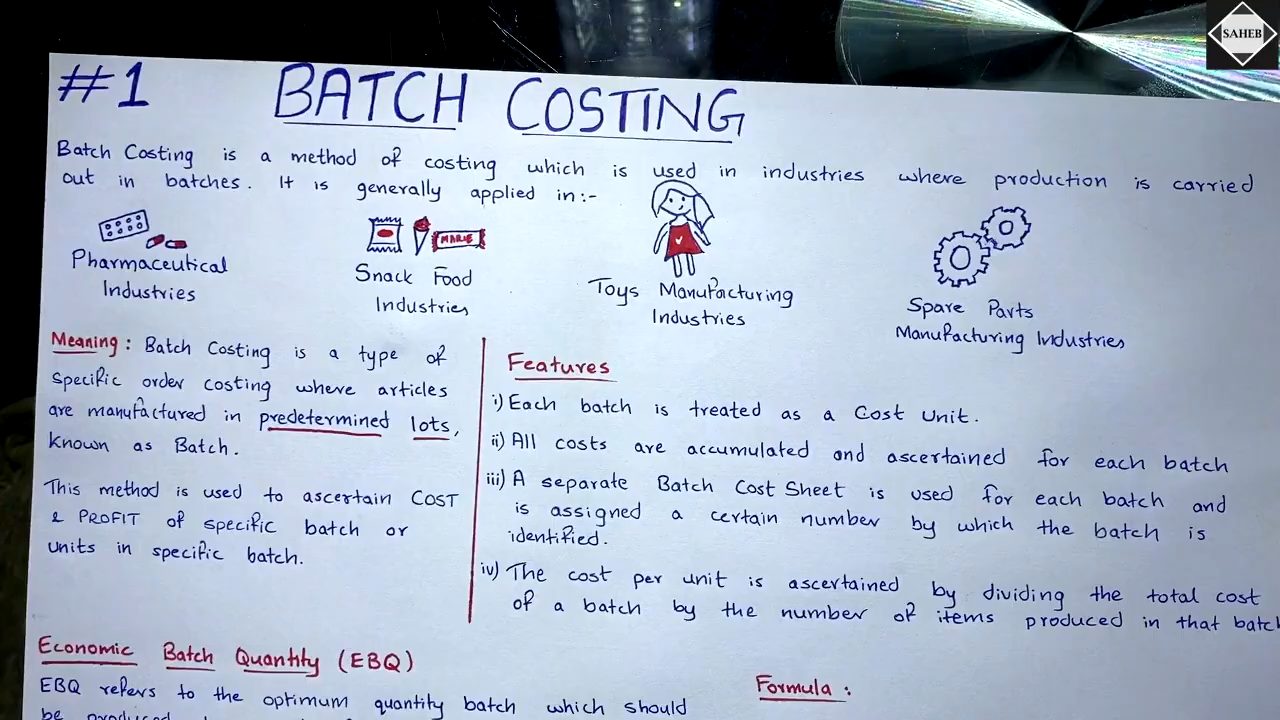 SAHEB
#1 BATCH COSTING
Batch Costing is a method of costing which is used in industries where production is carried
out in batches. It is generally applied in:-
Pharmaceutical
Industries
MARIE
Snack Food
Industries
Toys Manufacturing
Industries
Spare Parts
Manufacturing Industries
Meaning: Batch Costing is a type of
specific order costing where articles
are manufactured in predetermined lots,
known as Batch.
This method is used to ascertain COST
& PROFIT of specific batch or
units in specific batch.
Features
i) Each batch is treated as a Cost Unit.
ii) All costs are accumulated and ascertained for each batch
iii) A separate Batch Cost Sheet is used for each batch and
is assigned a certain number by which the batch is
identified.
iv) The cost per unit is ascertained by dividing the total cost
of a batch by the number of items produced in that batch
Economic Batch Quantity (EBQ)
EBQ refers to the optimum quantity batch which should
be produced
Formula: